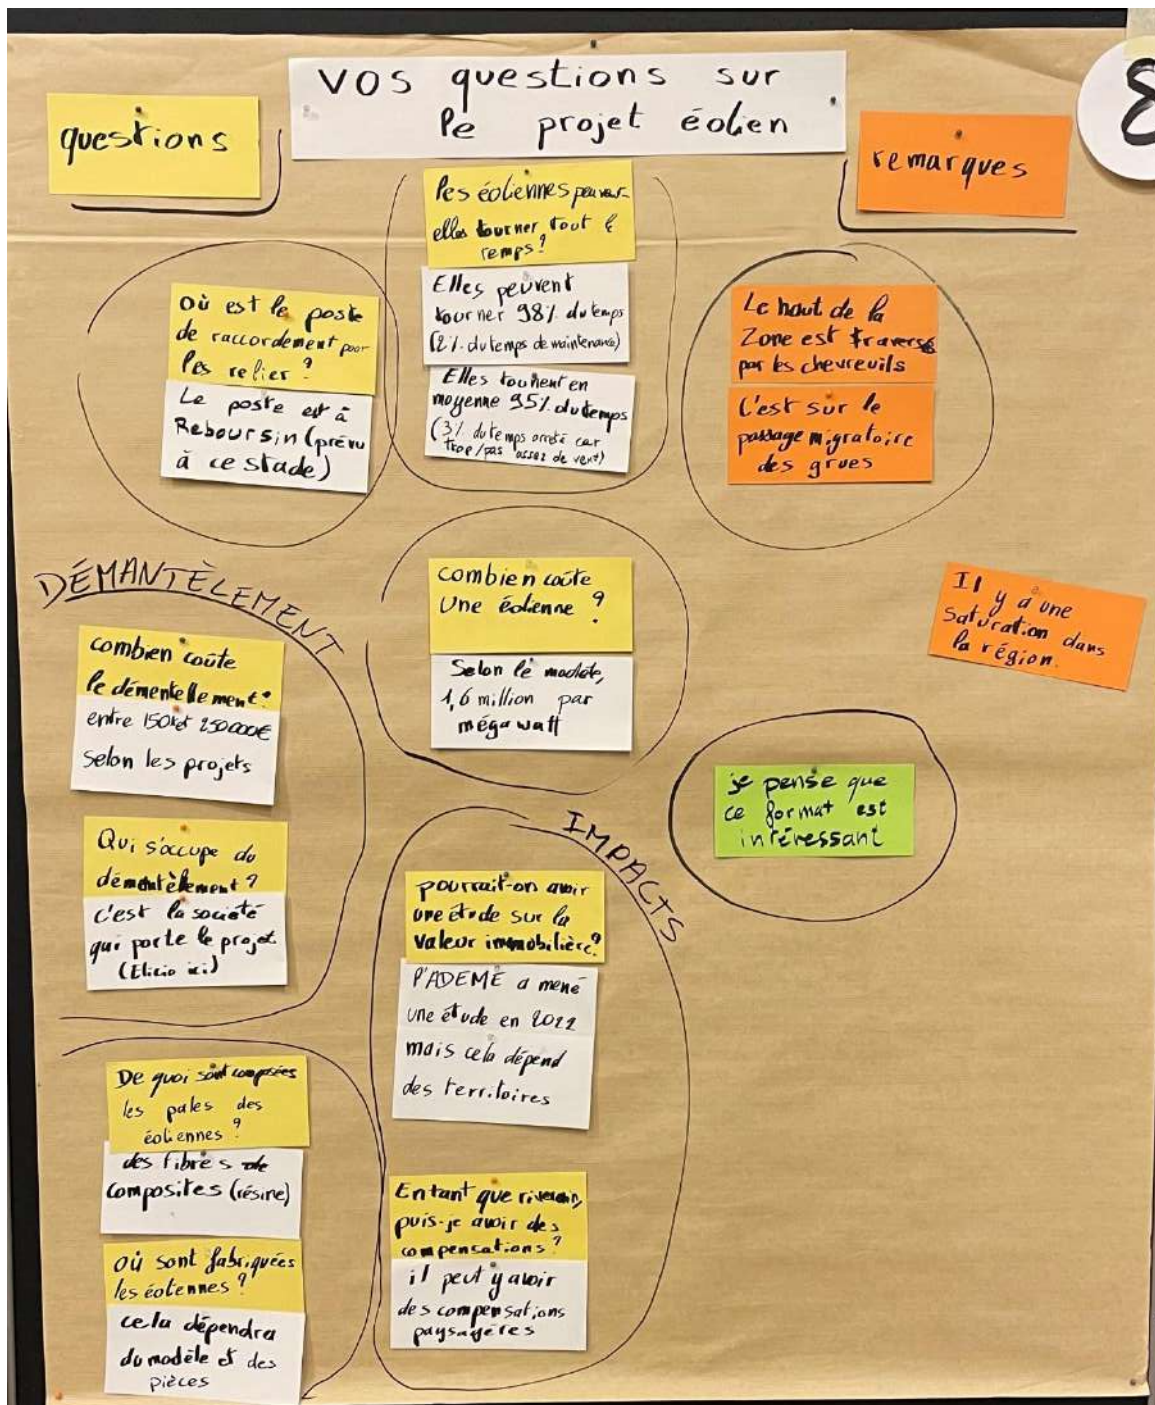 vos questions sur
le projet éolien
8
questions
remarques
les éoliennes peuvent-
elles tourner tout le
temps?
Elles peuvent
tourner 98% du temps
(2% du temps de maintenance)
Elles tournent en
moyenne 95% du temps
(3% du temps arrêté car
trop/pas assez de vent)
Où est le poste
de raccordement pour
les relier?
Le poste est à
Reboursin (prévu
à ce stade)
Le haut de la
Zone est traversé
par les chevreuils
C'est sur le
passage migratoire
des grues
Il y a une
saturation dans
la région.
DÉMANTÈLEMENT
combien coûte
le démentellement?
entre 150k et 250000€
selon les projets
Qui s'occupe du
démentèlement?
c'est la société
qui porte le projet
(Elicio ici)
combien coûte
une éolienne?
Selon le modèle,
1,6 million par
mégawatt
je pense que
ce format est
intéressant
IMPACTS
pourrait-on avoir
une étude sur la
valeur immobilière?
l'ADEME a mené
une étude en 2022
mais cela dépend
des territoires
En tant que riverain,
puis-je avoir des
compensations?
il peut y avoir
des compensations
paysagères
De quoi sont composées
les pales des
éoliennes?
des fibres de
composites (résine)
où sont fabriquées
les éoliennes?
cela dépendra
du modèle et des
pièces